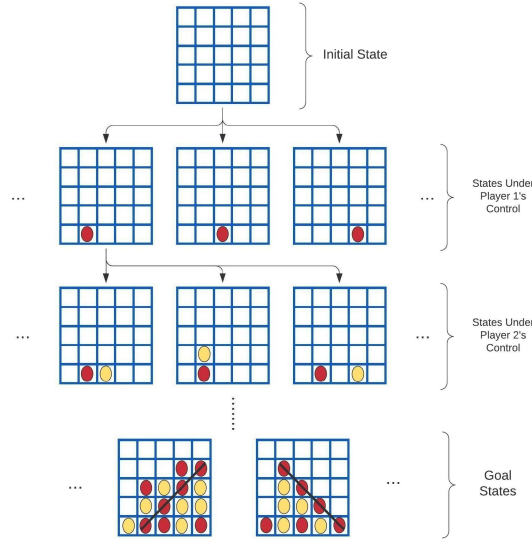 Initial State
...
...
States Under
Player 1's
Control
...
...
States Under
Player 2's
Control
......
...
...
Goal
States